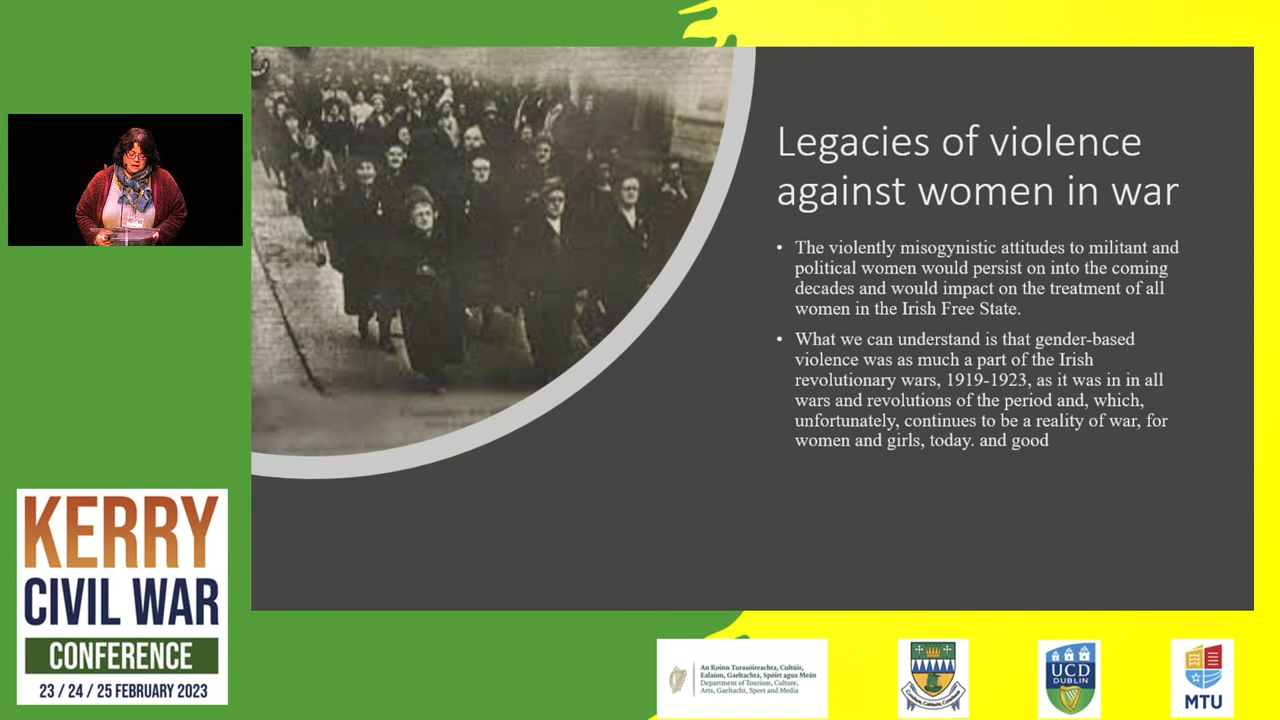 Legacies of violence
against women in war
• The violently misogynistic attitudes to militant and
political women would persist on into the coming
decades and would impact on the treatment of all
women in the Irish Free State.
• What we can understand is that gender-based
violence was as much a part of the Irish
revolutionary wars, 1919-1923, as it was in in all
wars and revolutions of the period and, which,
unfortunately, continues to be a reality of war, for
women and girls, today. and good
KERRY
CIVIL WAR
CONFERENCE
23 / 24 / 25 FEBRUARY 2023
An Roinn Turasóireachta, Cultúir,
Ealaíon, Gaeltachta, Spóirt agus Meán
Department of Tourism, Culture,
Arts, Gaeltacht, Sport and Media
UCD
DUBLIN
MTU